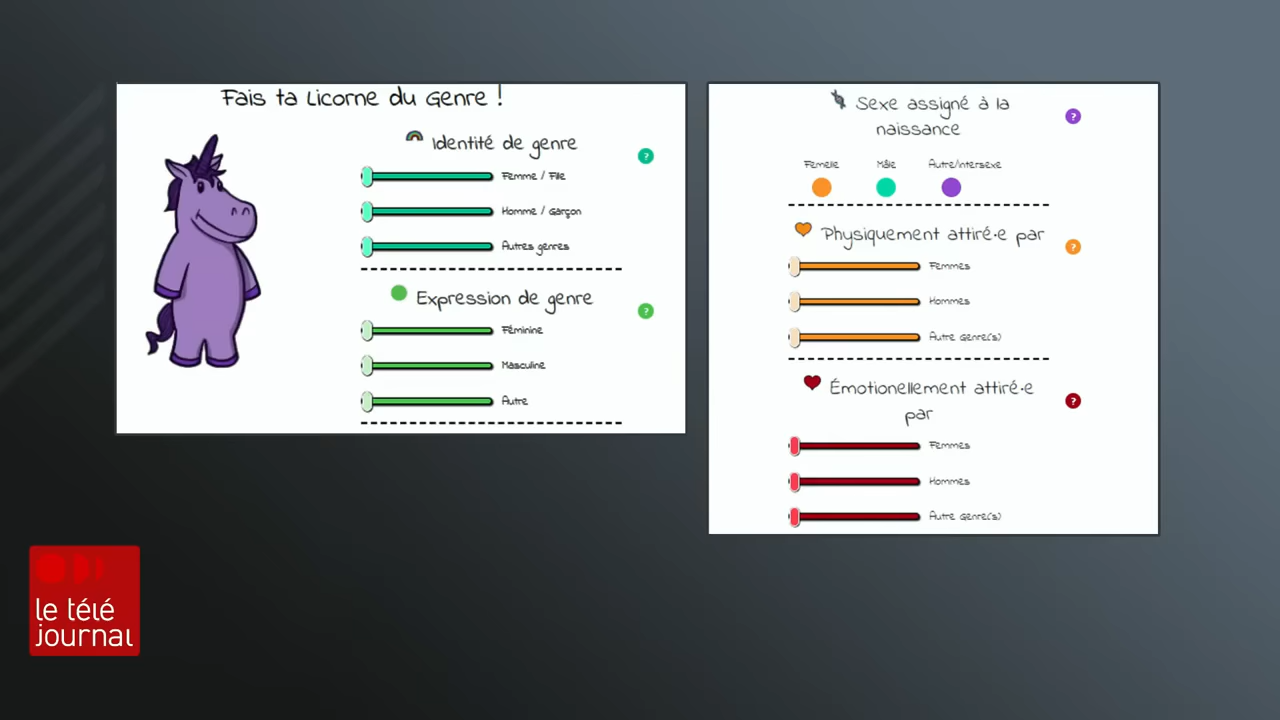 Fais ta Licorne du Genre !
Identité de genre
?
Femme / Fille
Homme / Garçon
Autres genres
Expression de genre
?
Féminine
Masculine
Autre
Sexe assigné à la
naissance
?
Femelle
Mâle
Autre/Intersexe
Physiquement attiré·e par
?
Femmes
Hommes
Autre Genre(s)
Émotionellement attiré·e
par
?
Femmes
Hommes
Autre Genre(s)
le télé
journal